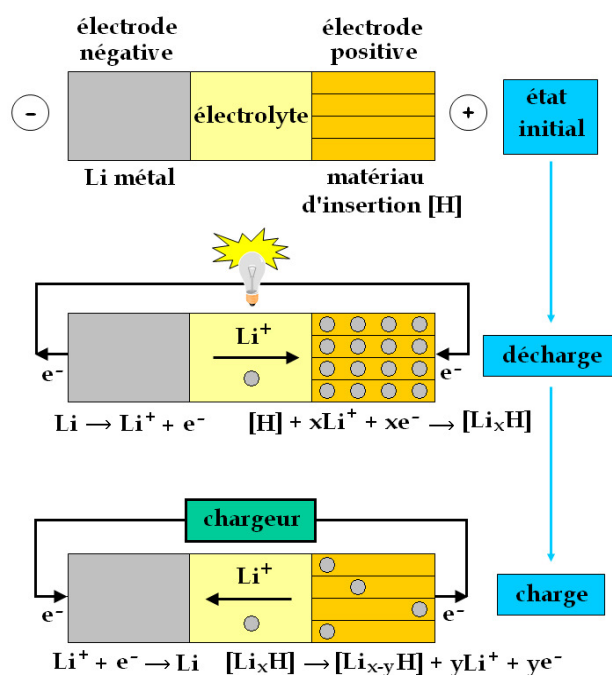 électrode
négative
électrode
positive
-
électrolyte
+
état
initial
Li métal
matériau
d'insertion [H]
Li⁺
e⁻
e⁻
décharge
Li → Li⁺ + e⁻
[H] + xLi⁺ + xe⁻ → [LiₓH]
chargeur
Li⁺
e⁻
e⁻
charge
Li⁺ + e⁻ → Li
[LiₓH] → [Liₓ₋yH] + yLi⁺ + ye⁻